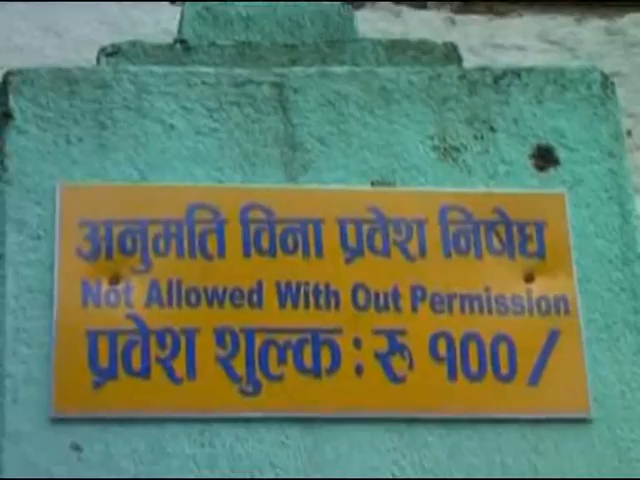 अनुमति विना प्रवेश निषेध
Not Allowed With Out Permission
प्रवेश शुल्क : रु १००/